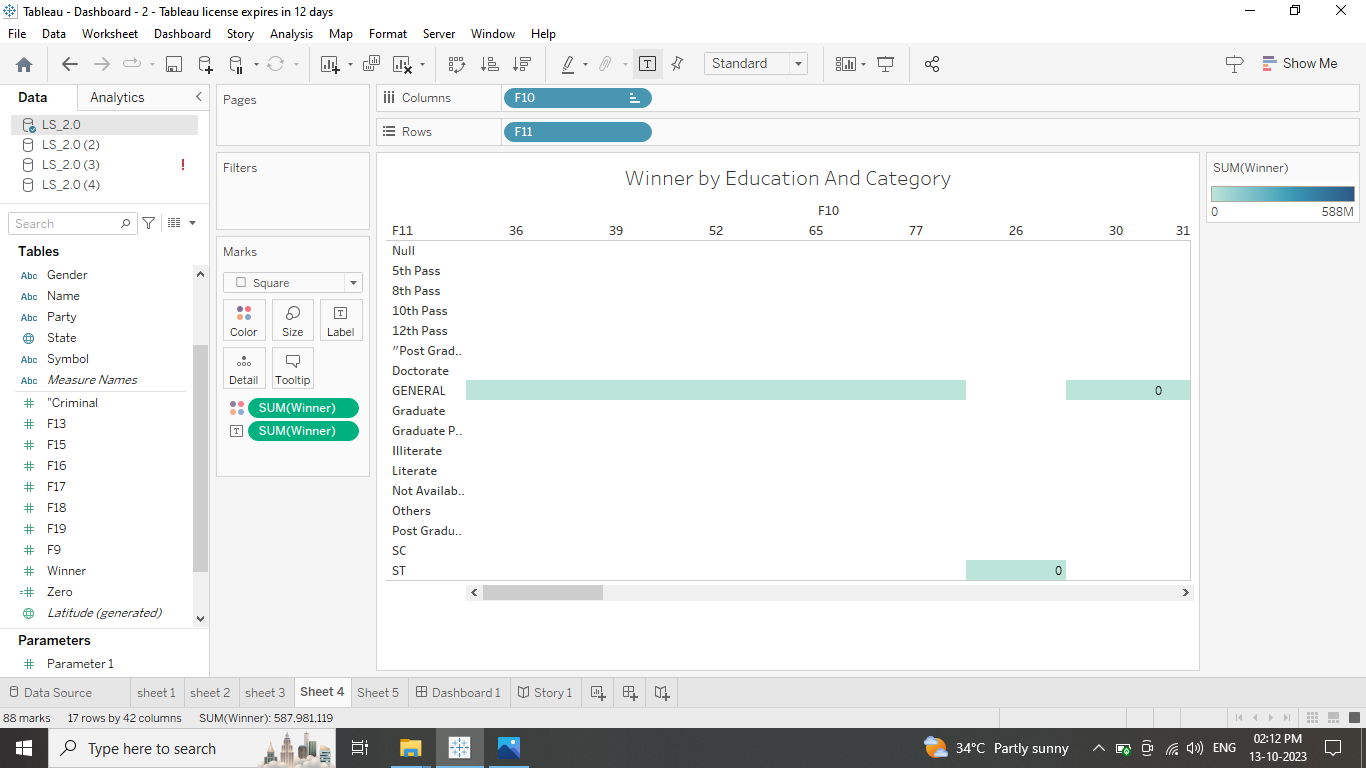 Tableau - Dashboard - 2 - Tableau license expires in 12 days
File Data Worksheet Dashboard Story Analysis Map Format Server Window Help
Standard
Show Me
Data Analytics
LS_2.0
LS_2.0 (2)
LS_2.0 (3) !
LS_2.0 (4)
Search
Tables
Abc Gender
Abc Name
Abc Party
State
Abc Symbol
Abc Measure Names
# "Criminal
# F13
# F15
# F16
# F17
# F18
# F19
# F9
# Winner
=# Zero
Latitude (generated)
Parameters
# Parameter 1
Pages
Filters
Marks
Square
Color Size Label
Detail Tooltip
SUM(Winner)
SUM(Winner)
Columns F10
Rows F11
Winner by Education And Category
F10
F11 36 39 52 65 77 26 30 31
Null
5th Pass
8th Pass
10th Pass
12th Pass
"Post Grad..
Doctorate
GENERAL 0
Graduate
Graduate P..
Illiterate
Literate
Not Availab..
Others
Post Gradu..
SC
ST 0
SUM(Winner)
0 588M
Data Source sheet 1 sheet 2 sheet 3 Sheet 4 Sheet 5 Dashboard 1 Story 1
88 marks 17 rows by 42 columns SUM(Winner): 587,981,119
Type here to search
34°C Partly sunny
ENG
02:12 PM
13-10-2023